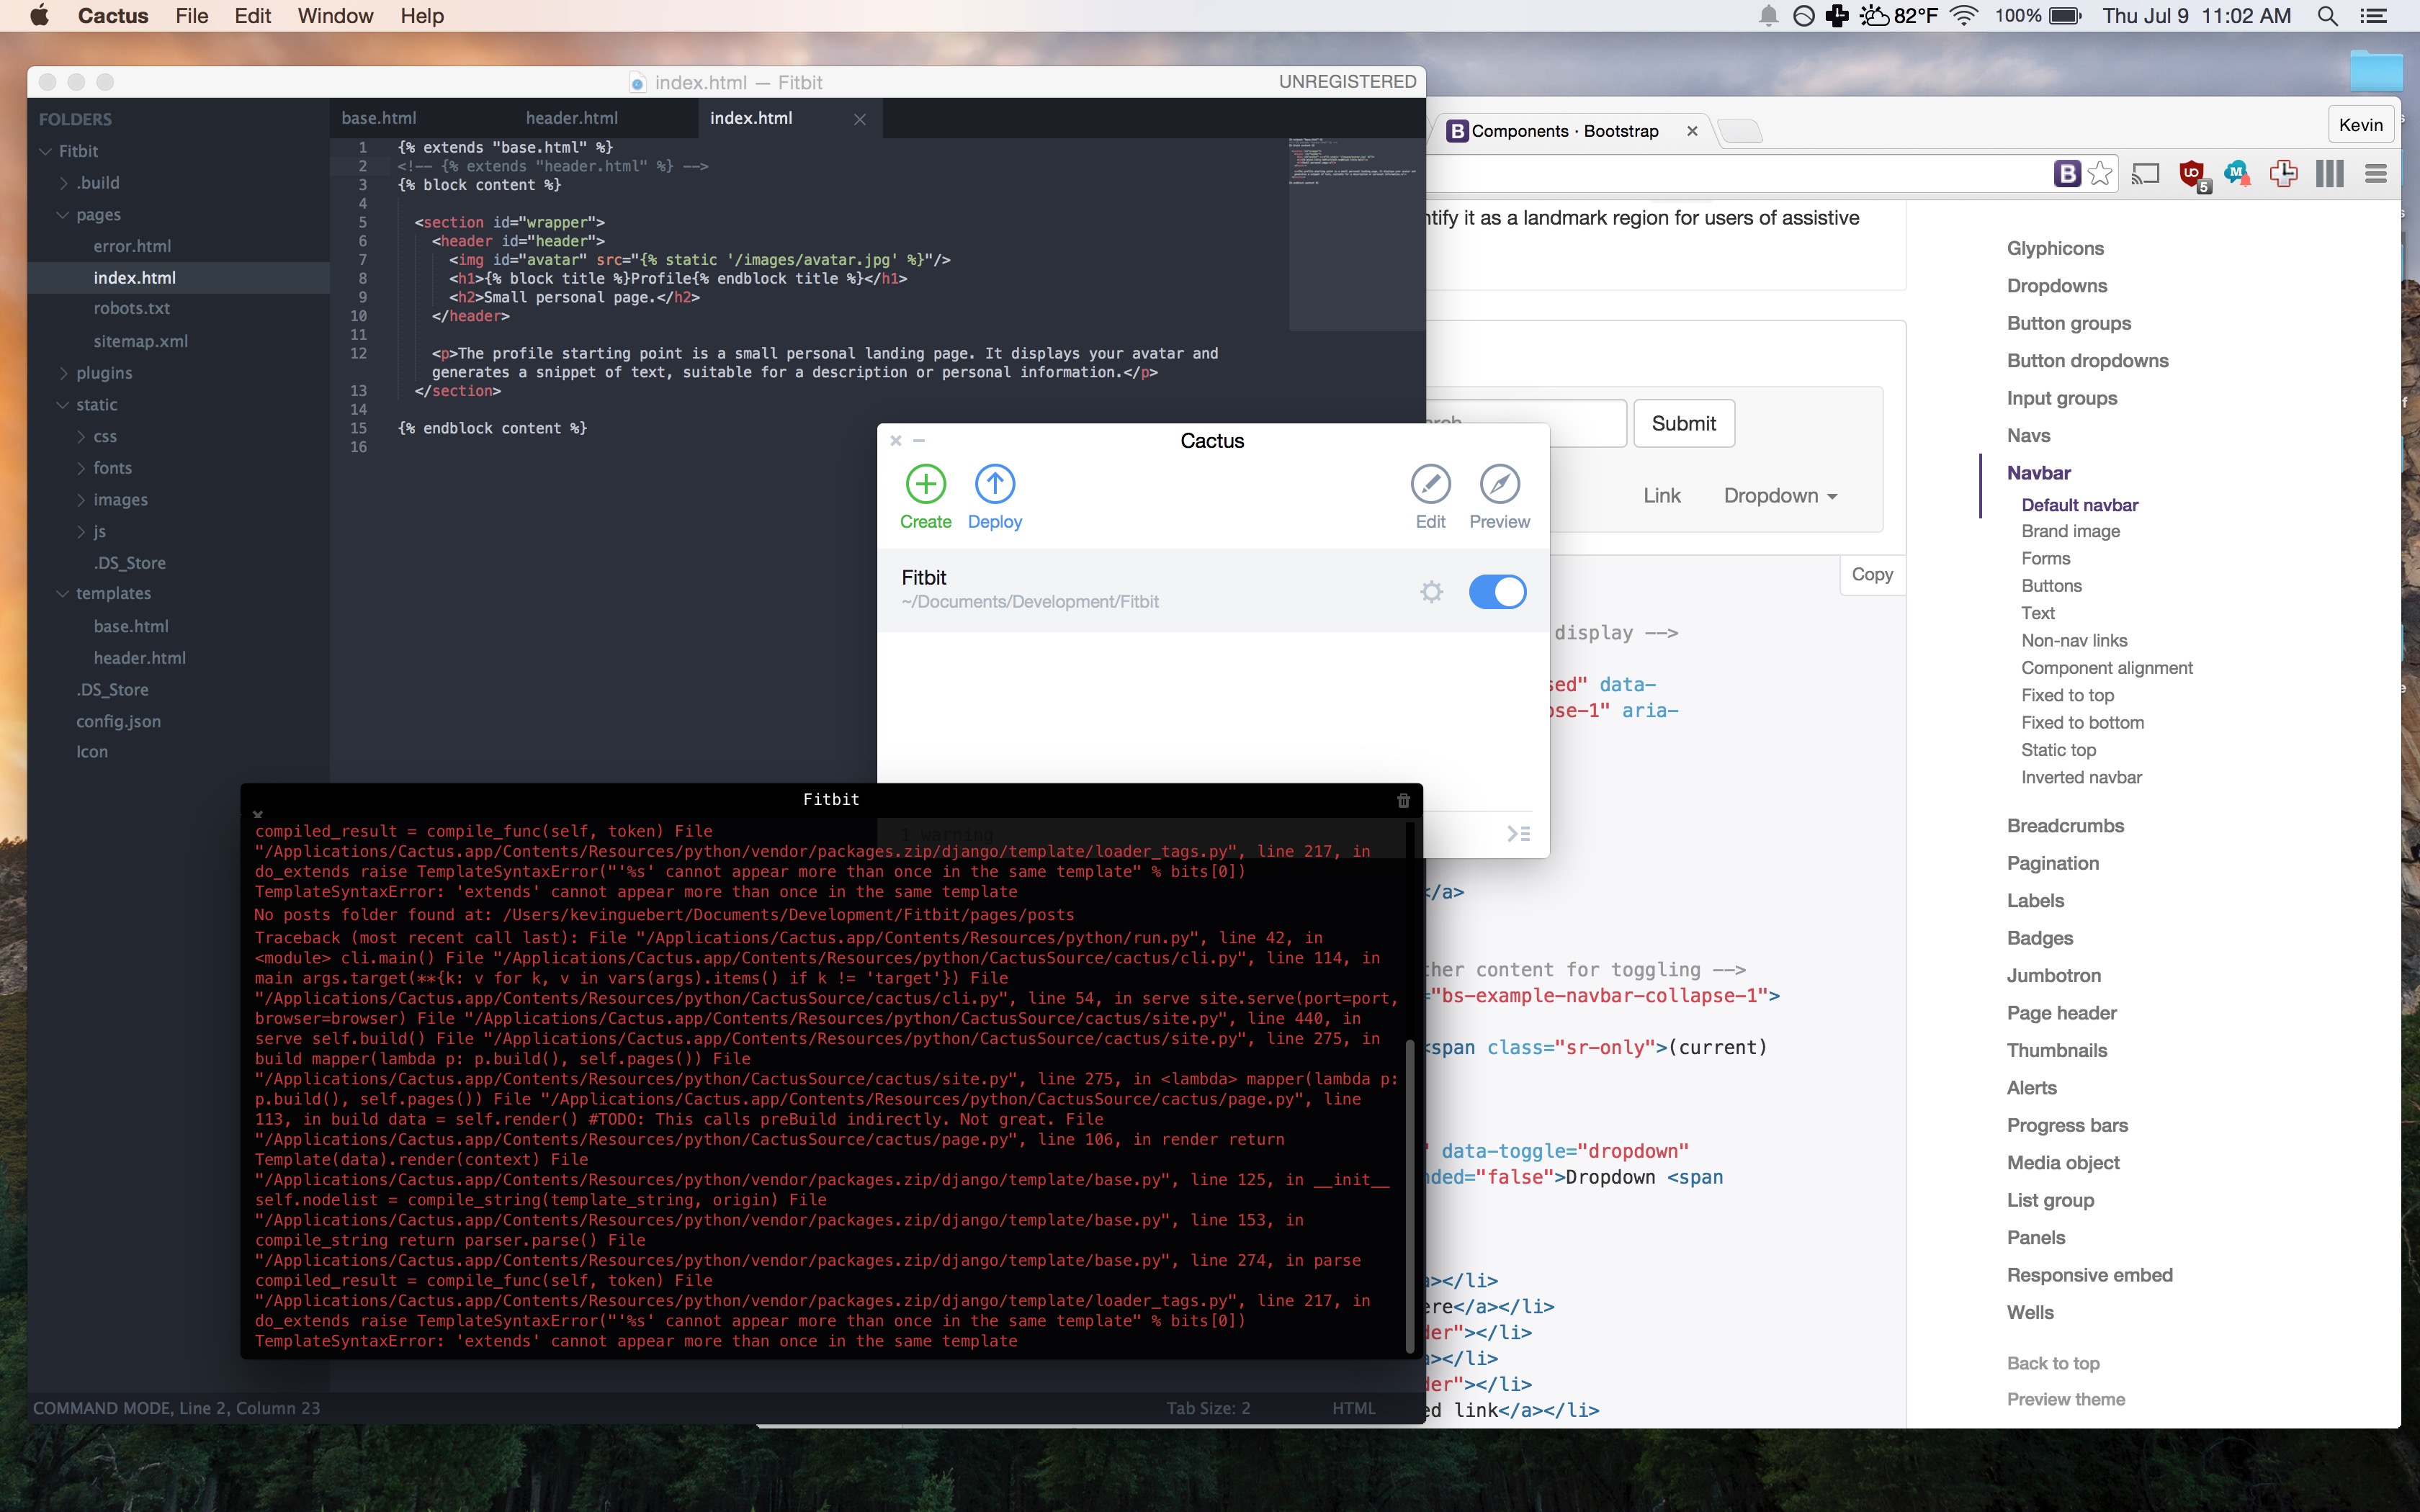 Cactus File Edit Window Help
82°F 100% Thu Jul 9 11:02 AM
index.html — Fitbit UNREGISTERED
FOLDERS
Fitbit
.build
pages
error.html
index.html
robots.txt
sitemap.xml
plugins
static
css
fonts
images
js
.DS_Store
templates
base.html
header.html
.DS_Store
config.json
Icon
base.html header.html index.html
1 {% extends "base.html" %}
2 <!-- {% extends "header.html" %} -->
3 {% block content %}
4
5 <section id="wrapper">
6 <header id="header">
7 <img id="avatar" src="{% static '/images/avatar.jpg' %}"/>
8 <h1>{% block title %}Profile{% endblock title %}</h1>
9 <h2>Small personal page.</h2>
10 </header>
11
12 <p>The profile starting point is a small personal landing page. It displays your avatar and
generates a snippet of text, suitable for a description or personal information.</p>
13 </section>
14
15 {% endblock content %}
16
COMMAND MODE, Line 2, Column 23 Tab Size: 2 HTML
Cactus
Create Deploy Edit Preview
Fitbit
~/Documents/Development/Fitbit
1 warning
Fitbit
compiled_result = compile_func(self, token) File
"/Applications/Cactus.app/Contents/Resources/python/vendor/packages.zip/django/template/loader_tags.py", line 217, in
do_extends raise TemplateSyntaxError("'%s' cannot appear more than once in the same template" % bits[0])
TemplateSyntaxError: 'extends' cannot appear more than once in the same template
No posts folder found at: /Users/kevinguebert/Documents/Development/Fitbit/pages/posts
Traceback (most recent call last): File "/Applications/Cactus.app/Contents/Resources/python/run.py", line 42, in
<module> cli.main() File "/Applications/Cactus.app/Contents/Resources/python/CactusSource/cactus/cli.py", line 114, in
main args.target(**{k: v for k, v in vars(args).items() if k != 'target'}) File
"/Applications/Cactus.app/Contents/Resources/python/CactusSource/cactus/cli.py", line 54, in serve site.serve(port=port,
browser=browser) File "/Applications/Cactus.app/Contents/Resources/python/CactusSource/cactus/site.py", line 440, in
serve self.build() File "/Applications/Cactus.app/Contents/Resources/python/CactusSource/cactus/site.py", line 275, in
build mapper(lambda p: p.build(), self.pages()) File
"/Applications/Cactus.app/Contents/Resources/python/CactusSource/cactus/site.py", line 275, in <lambda> mapper(lambda p:
p.build(), self.pages()) File "/Applications/Cactus.app/Contents/Resources/python/CactusSource/cactus/page.py", line
113, in build data = self.render() #TODO: This calls preBuild indirectly. Not great. File
"/Applications/Cactus.app/Contents/Resources/python/CactusSource/cactus/page.py", line 106, in render return
Template(data).render(context) File
"/Applications/Cactus.app/Contents/Resources/python/vendor/packages.zip/django/template/base.py", line 125, in __init__
self.nodelist = compile_string(template_string, origin) File
"/Applications/Cactus.app/Contents/Resources/python/vendor/packages.zip/django/template/base.py", line 153, in
compile_string return parser.parse() File
"/Applications/Cactus.app/Contents/Resources/python/vendor/packages.zip/django/template/base.py", line 274, in parse
compiled_result = compile_func(self, token) File
"/Applications/Cactus.app/Contents/Resources/python/vendor/packages.zip/django/template/loader_tags.py", line 217, in
do_extends raise TemplateSyntaxError("'%s' cannot appear more than once in the same template" % bits[0])
TemplateSyntaxError: 'extends' cannot appear more than once in the same template
B Components · Bootstrap
Kevin
B
5
tify it as a landmark region for users of assistive
Submit
Link Dropdown
Copy
display -->
sed" data-
pse-1" aria-
</a>
ther content for toggling -->
="bs-example-navbar-collapse-1">
<span class="sr-only">(current)
" data-toggle="dropdown"
nded="false">Dropdown <span
a></li>
ere</a></li>
der"></li>
a></li>
der"></li>
ed link</a></li>
Glyphicons
Dropdowns
Button groups
Button dropdowns
Input groups
Navs
Navbar
Default navbar
Brand image
Forms
Buttons
Text
Non-nav links
Component alignment
Fixed to top
Fixed to bottom
Static top
Inverted navbar
Breadcrumbs
Pagination
Labels
Badges
Jumbotron
Page header
Thumbnails
Alerts
Progress bars
Media object
List group
Panels
Responsive embed
Wells
Back to top
Preview theme